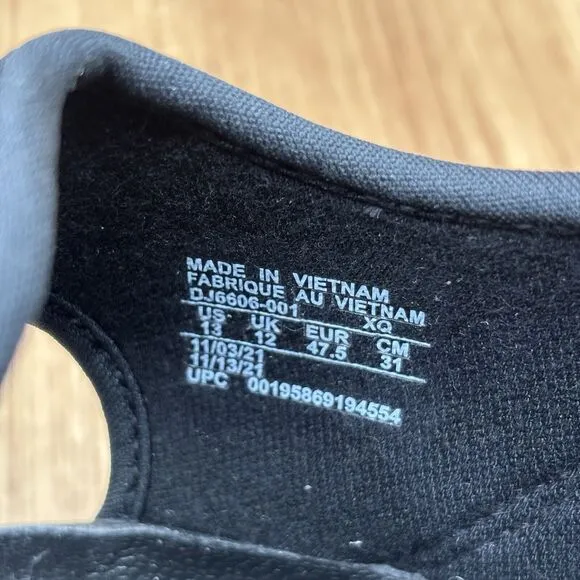 MADE IN VIETNAM
FABRIQUE AU VIETNAM
DJ6606-001 XQ
US UK EUR CM
13 12 47.5 31
11/03/21
11/13/21
UPC 00195869194554